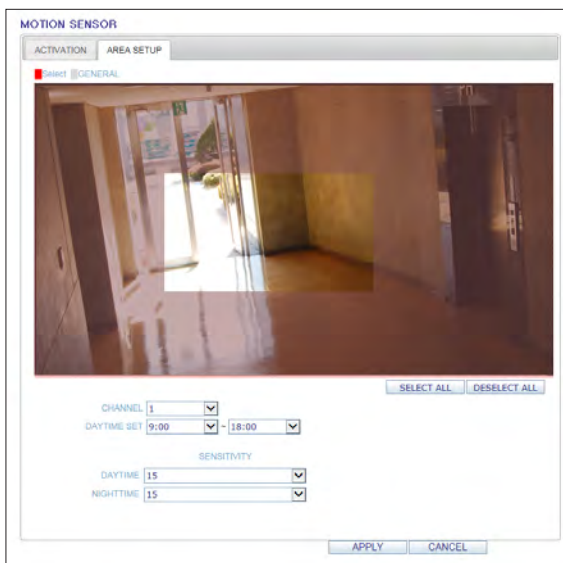 MOTION SENSOR
ACTIVATION AREA SETUP
Select GENERAL
SELECT ALL DESELECT ALL
CHANNEL 1
DAYTIME SET 9:00 ~ 18:00
SENSITIVITY
DAYTIME 15
NIGHTTIME 15
APPLY CANCEL